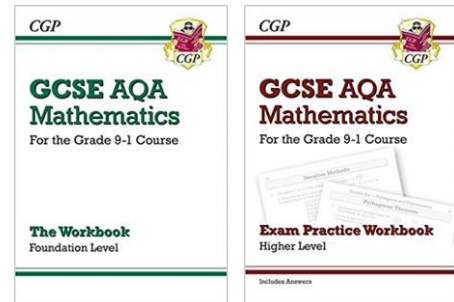 CGP
CGP
GCSE AQA
Mathematics
For the Grade 9-1 Course
The Workbook
Foundation Level
CGP
CGP
GCSE AQA
Mathematics
For the Grade 9-1 Course
Pythagoras' Theorem
Exam Practice Workbook
Higher Level
Includes Answers